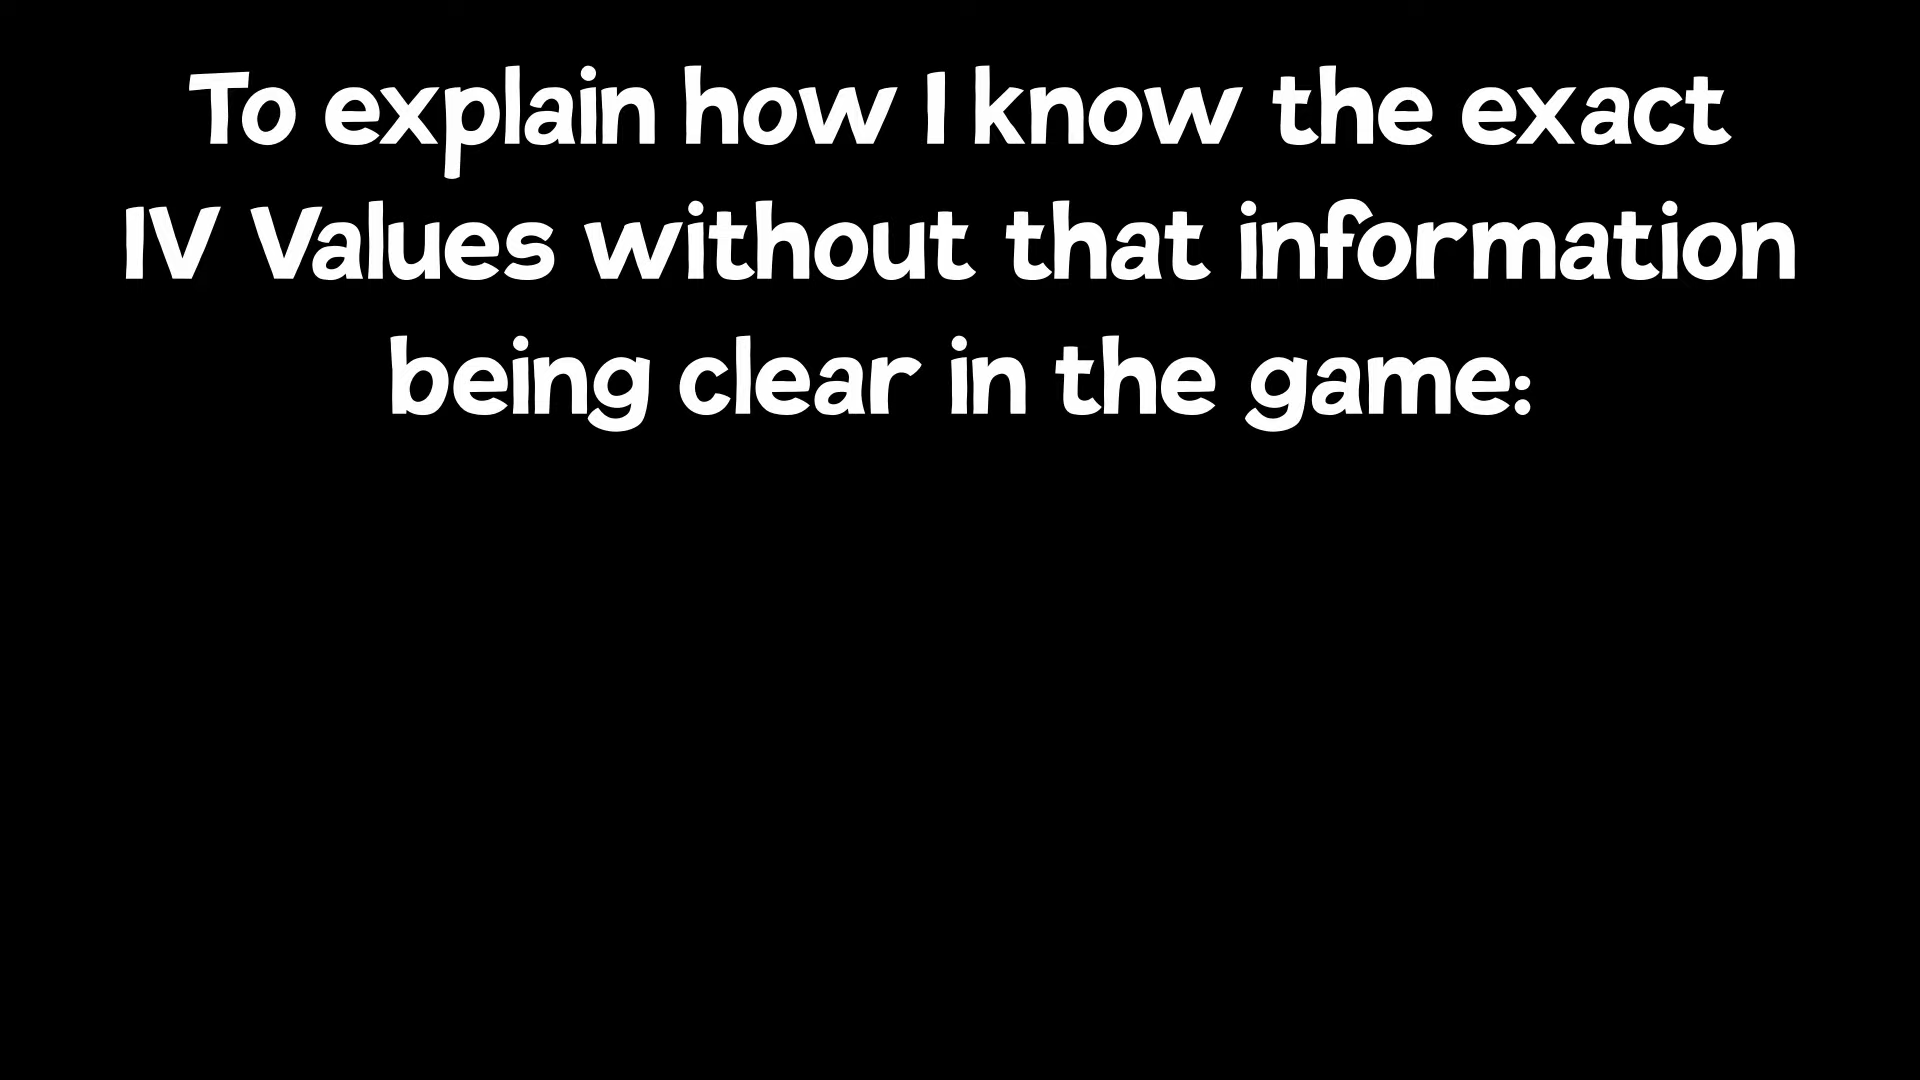 To explain how I know the exact
IV Values without that information
being clear in the game: